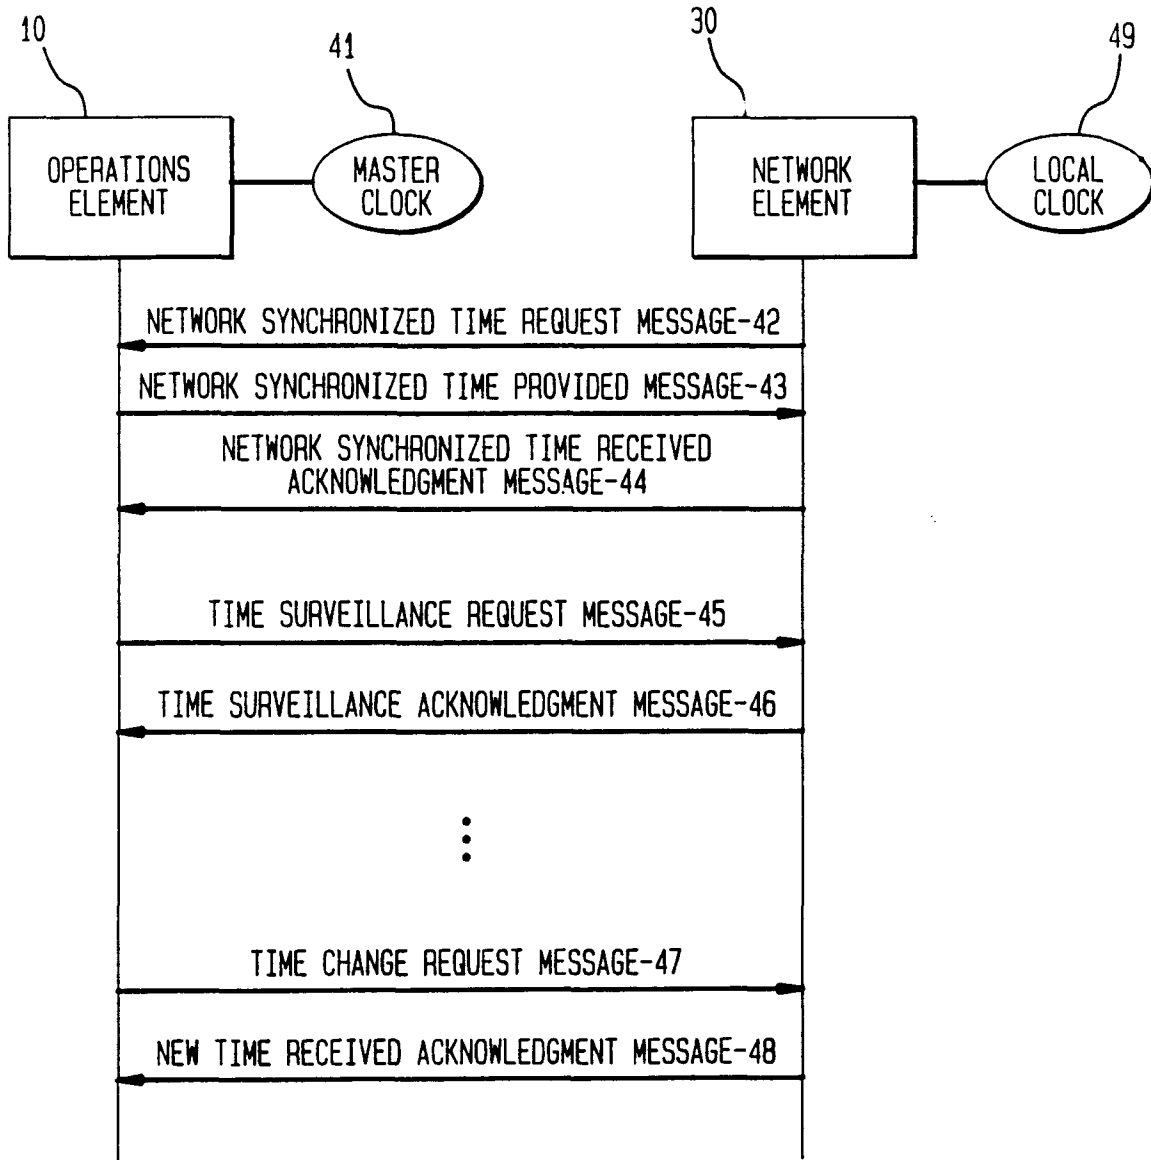 10
41
30
49
OPERATIONS
ELEMENT
MASTER
CLOCK
NETWORK
ELEMENT
LOCAL
CLOCK
NETWORK SYNCHRONIZED TIME REQUEST MESSAGE-42
NETWORK SYNCHRONIZED TIME PROVIDED MESSAGE-43
NETWORK SYNCHRONIZED TIME RECEIVED
ACKNOWLEDGMENT MESSAGE-44
TIME SURVEILLANCE REQUEST MESSAGE-45
TIME SURVEILLANCE ACKNOWLEDGMENT MESSAGE-46
TIME CHANGE REQUEST MESSAGE-47
NEW TIME RECEIVED ACKNOWLEDGMENT MESSAGE-48